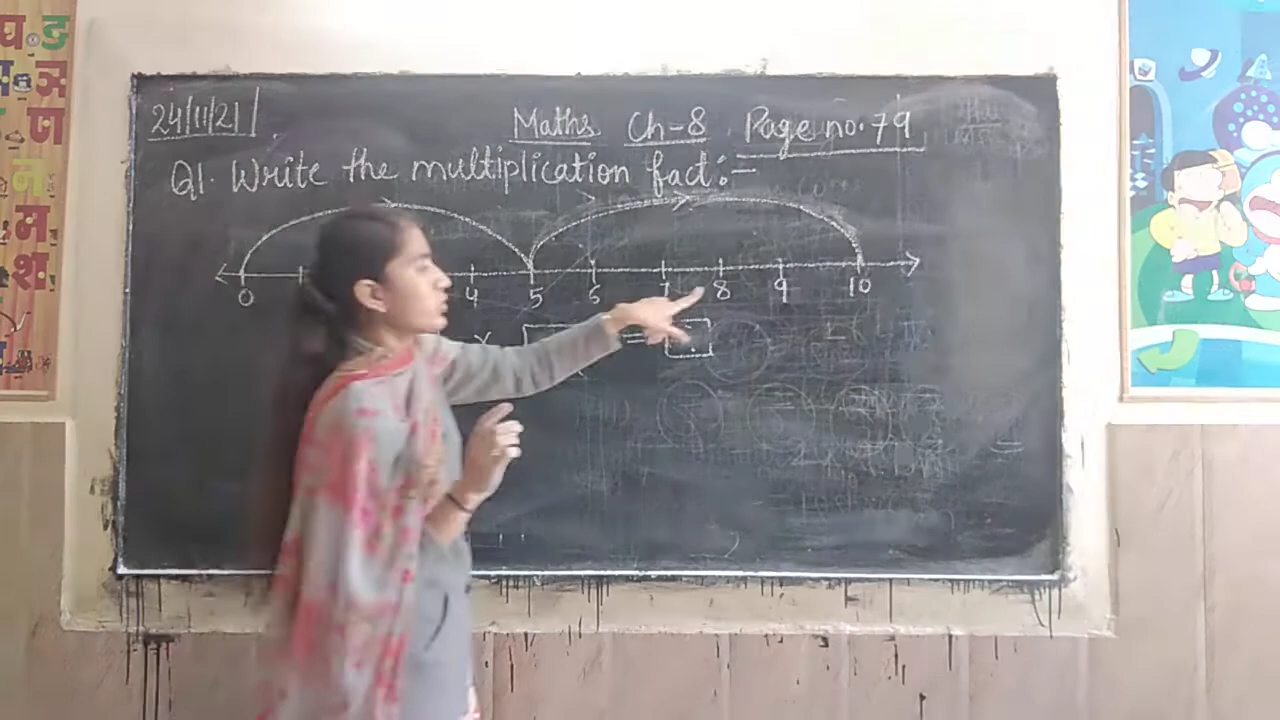 24/11/21
Maths Ch-8 Page no. 79
Q1. Write the multiplication fact:-
0 4 5 6 7 8 9 10
x =
घ ङ
ञ
ण
न
म
श